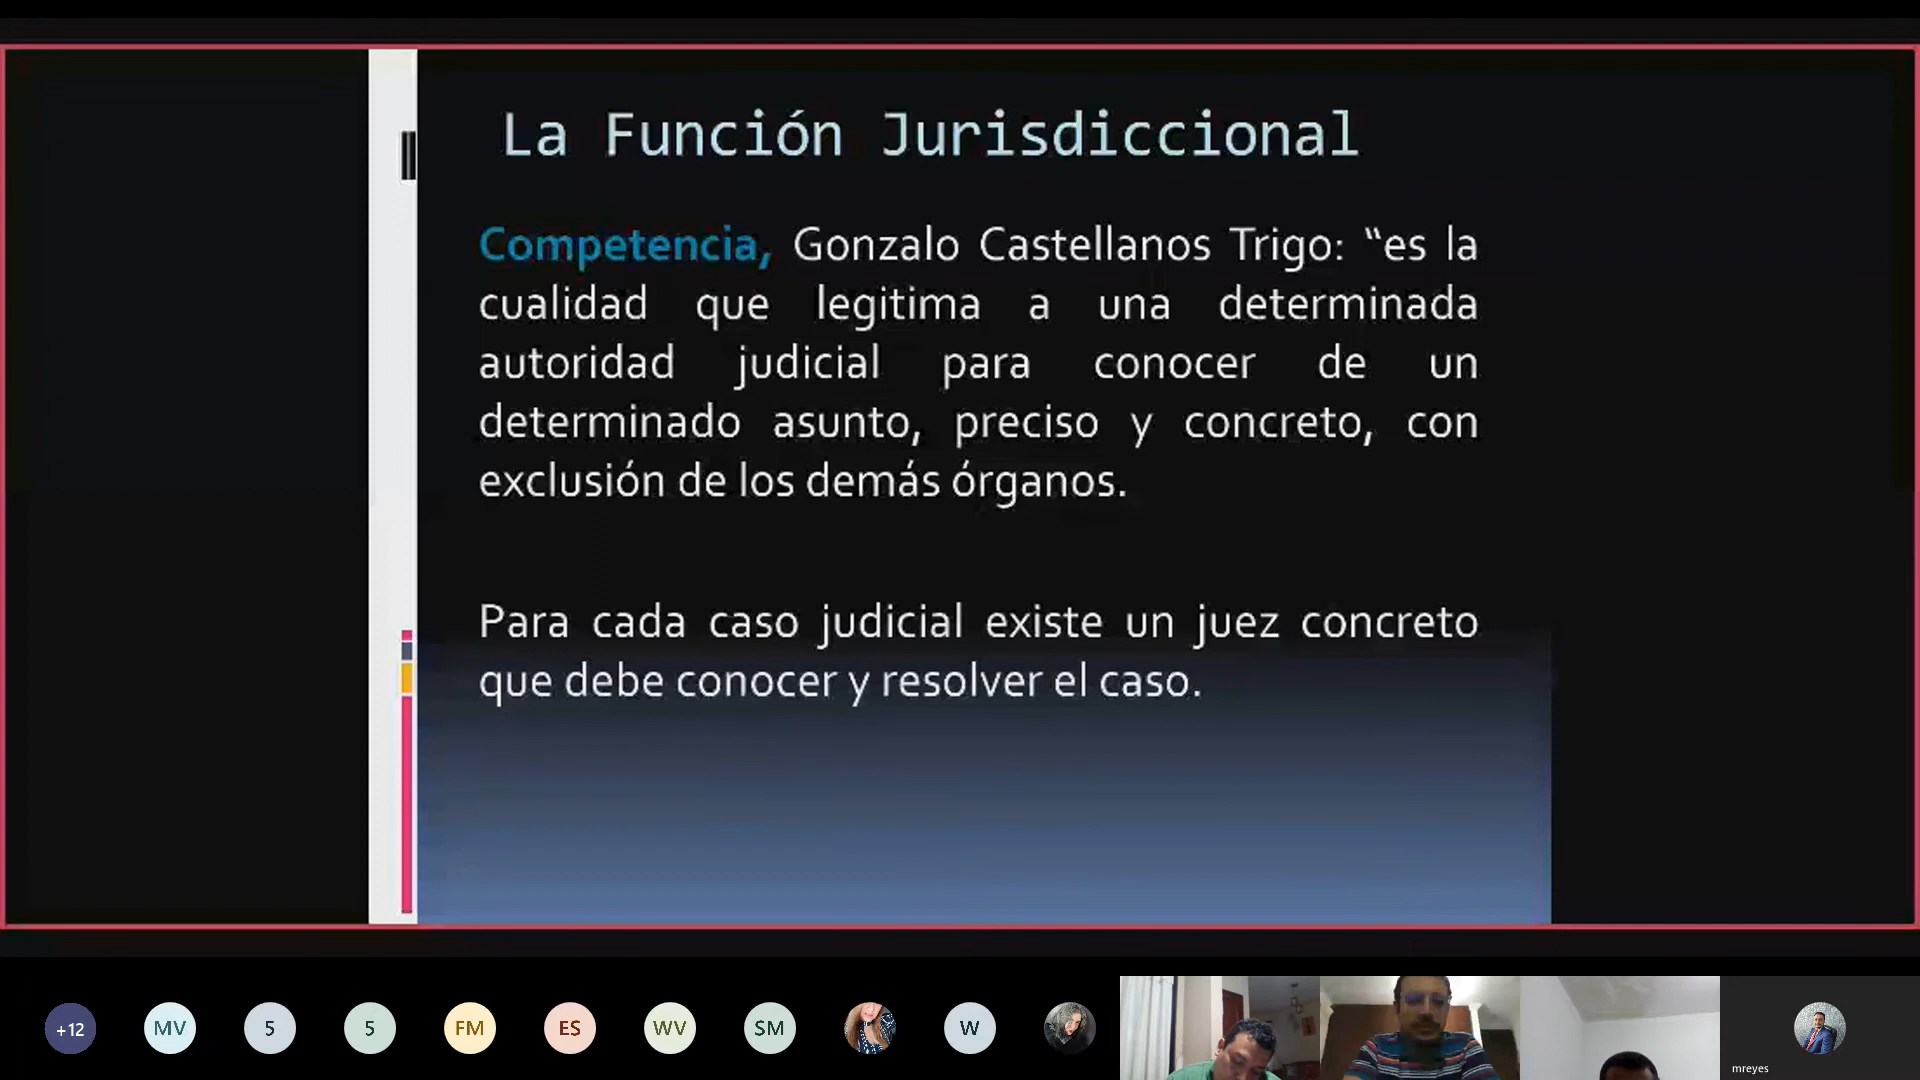 La Función Jurisdiccional
Competencia, Gonzalo Castellanos Trigo: “es la
cualidad que legitima a una determinada
autoridad judicial para conocer de un
determinado asunto, preciso y concreto, con
exclusión de los demás órganos.
Para cada caso judicial existe un juez concreto
que debe conocer y resolver el caso.
+12 MV 5 5 FM ES WV SM W
mreyes